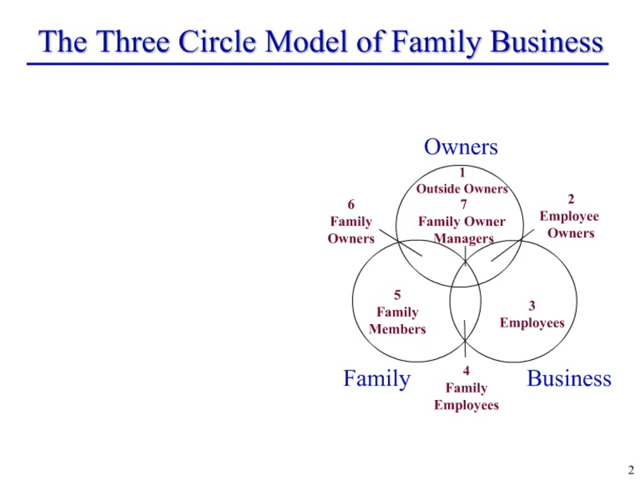 The Three Circle Model of Family Business
Owners
1
Outside Owners
7
Family Owner
Managers
6
Family
Owners
2
Employee
Owners
5
Family
Members
3
Employees
Family
4
Family
Employees
Business
2